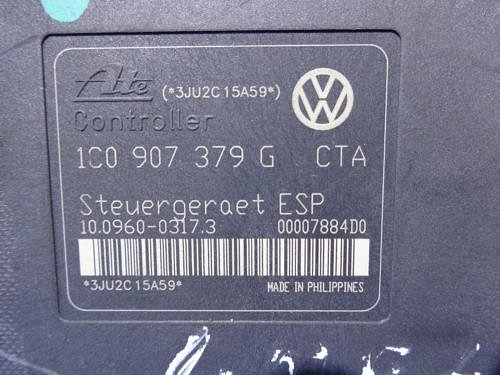 Ate (*3JU2C15A59*)
Controller
1C0 907 379 G CTA
Steuergeraet ESP
10.0960-0317.3 00007884D0
*3JU2C15A59* MADE IN PHILIPPINES